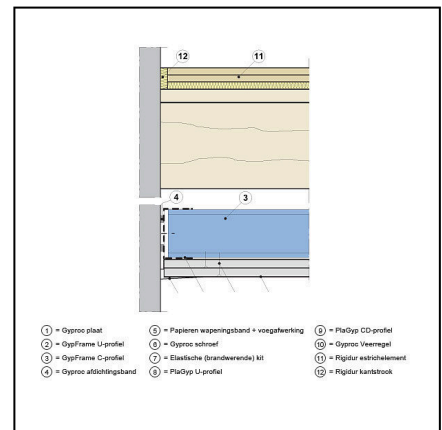 12 11
4 3
1 = Gyproc plaat
2 = GypFrame U-profiel
3 = GypFrame C-profiel
4 = Gyproc afdichtingsband
5 = Papieren wapeningsband + voegafwerking
6 = Gyproc schroef
7 = Elastische (brandwerende) kit
8 = PlaGyp U-profiel
9 = PlaGyp CD-profiel
10 = Gyproc Veerregel
11 = Rigidur estrichelement
12 = Rigidur kantstrook